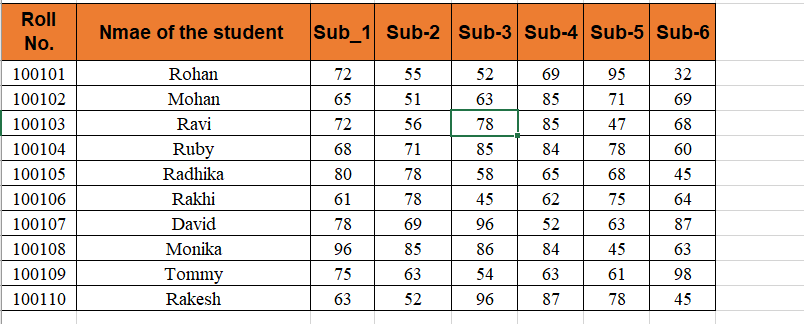 Roll No. Nmae of the student Sub_1 Sub-2 Sub-3 Sub-4 Sub-5 Sub-6
100101 Rohan 72 55 52 69 95 32
100102 Mohan 65 51 63 85 71 69
100103 Ravi 72 56 78 85 47 68
100104 Ruby 68 71 85 84 78 60
100105 Radhika 80 78 58 65 68 45
100106 Rakhi 61 78 45 62 75 64
100107 David 78 69 96 52 63 87
100108 Monika 96 85 86 84 45 63
100109 Tommy 75 63 54 63 61 98
100110 Rakesh 63 52 96 87 78 45